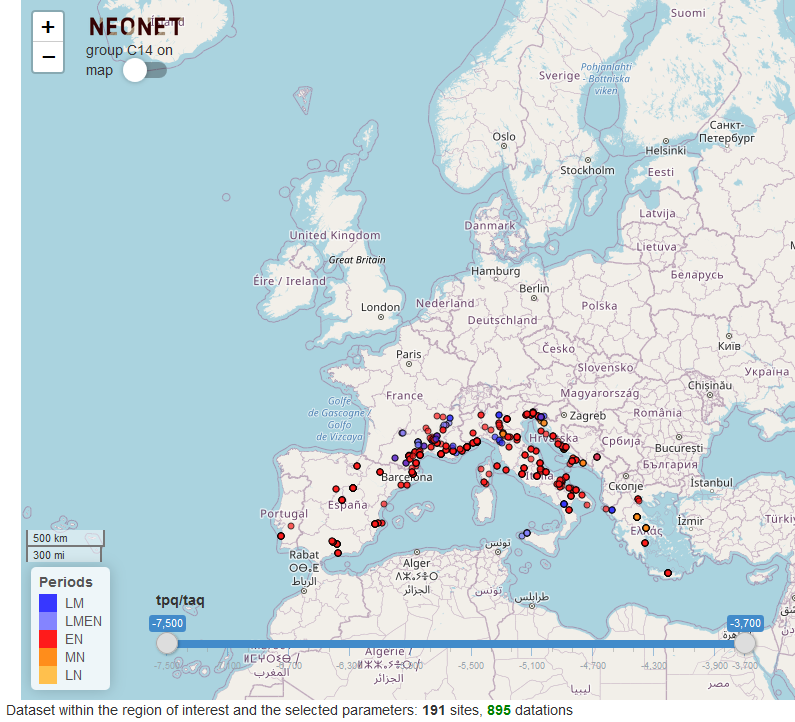 +
NEONET
−
group C14 on
map
Suomi
Sverige
Pohjanlahti
- Bottniska
viken
Oslo
Санкт-
Петербург
Helsinki
Stockholm
Eesti
Latvija
Danmark
Lietuva
United Kingdom
Great Britain
Éire / Ireland
Hamburg
Беларусь
Berlin
London
Nederland
Polska
Deutschland
Київ
Paris
Česko
Slovensko
Україна
France
Magyarország
Chișinău
Golfe
de Gascogne /
Golfo
de Vizcaya
Zagreb
România
Hrvatska
Србија
București
България
Barcelona
Italia
Скопје
İstanbul
España
Portugal
Ελλάς
İzmir
Türkiye
500 km
300 mi
Rabat
ⵔⴱⴰⵟ
الرباط
Alger
الجزائر
تونس
تونس
طرابلس
Periods
LM
LMEN
EN
MN
LN
tpq/taq
-7,500
-3,700
-7,500
-6,300
-5,500
-5,100
-4,700
-4,300
-3,900
-3,700
المغرب
Algérie /
الجزائر
ليبيا
مصر
Dataset within the region of interest and the selected parameters: 191 sites, 895 datations